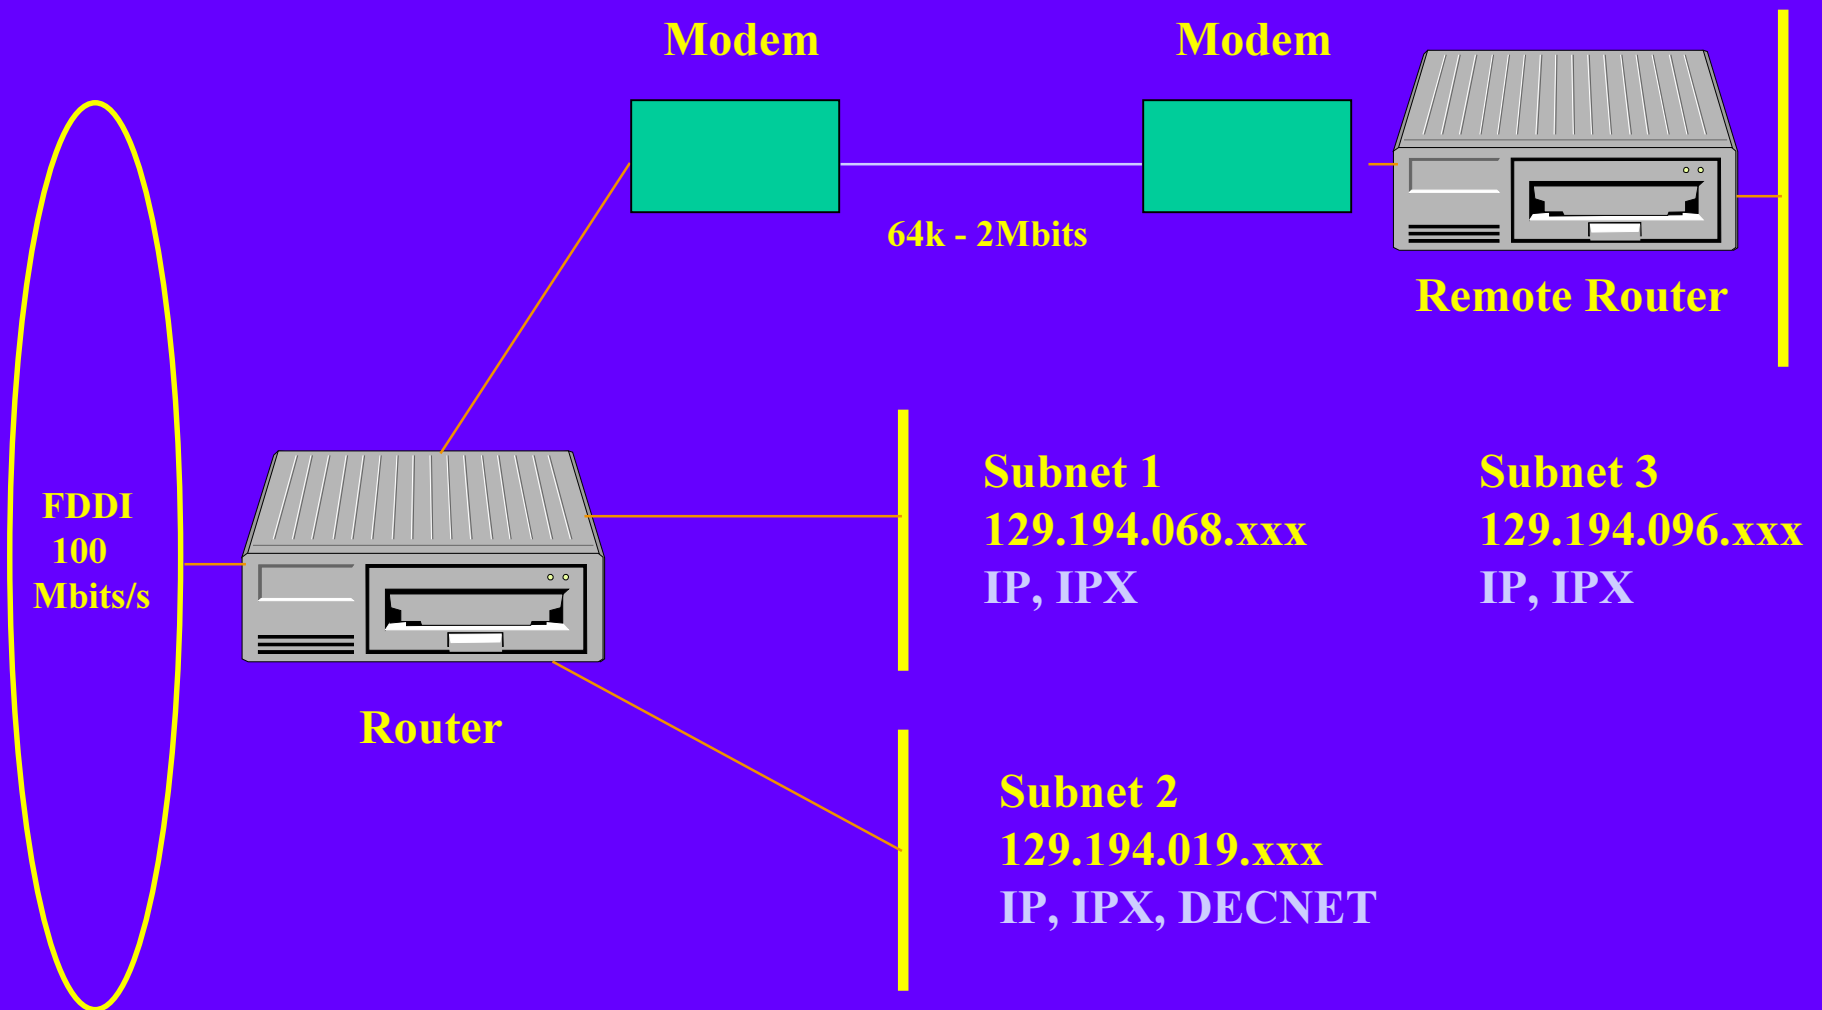 Modem
Modem
64k - 2Mbits
Remote Router
FDDI
100
Mbits/s
Router
Subnet 1
129.194.068.xxx
IP, IPX
Subnet 3
129.194.096.xxx
IP, IPX
Subnet 2
129.194.019.xxx
IP, IPX, DECNET